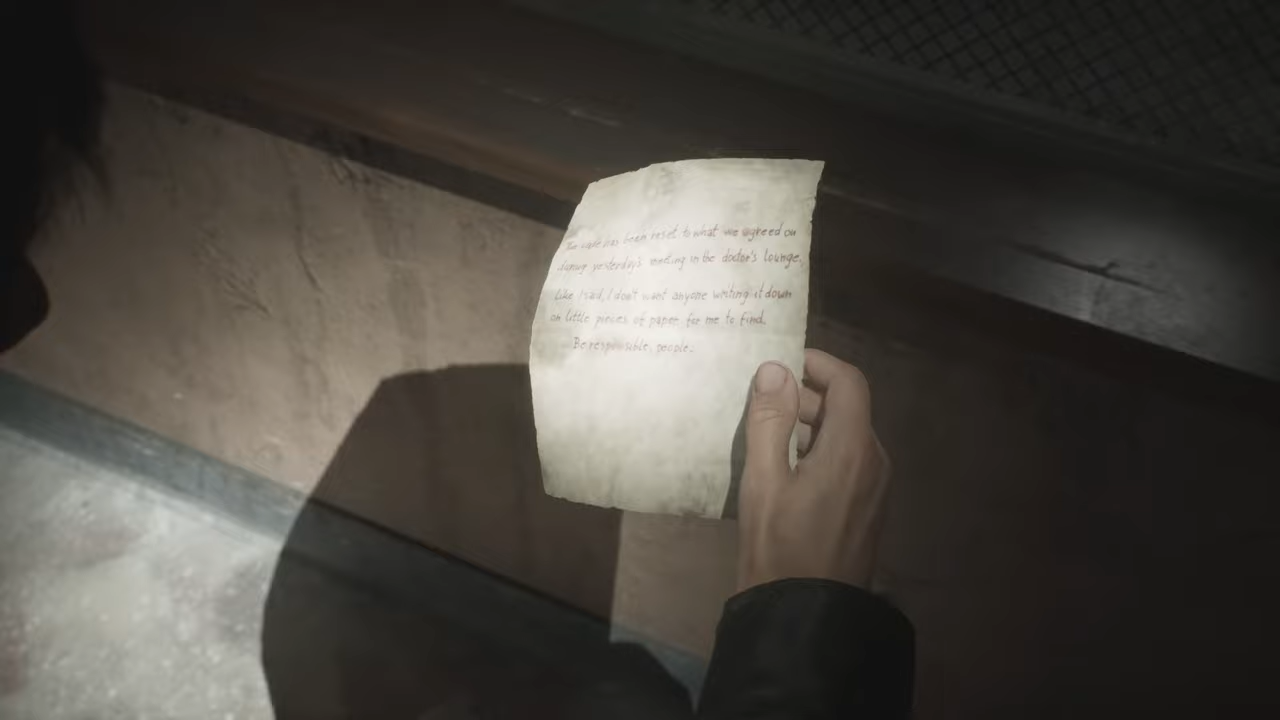 The code has been reset to what we agreed on
during yesterday's meeting in the doctor's lounge.
Like I said, I don't want anyone writing it down
on little pieces of paper for me to find.
Be responsible, people.